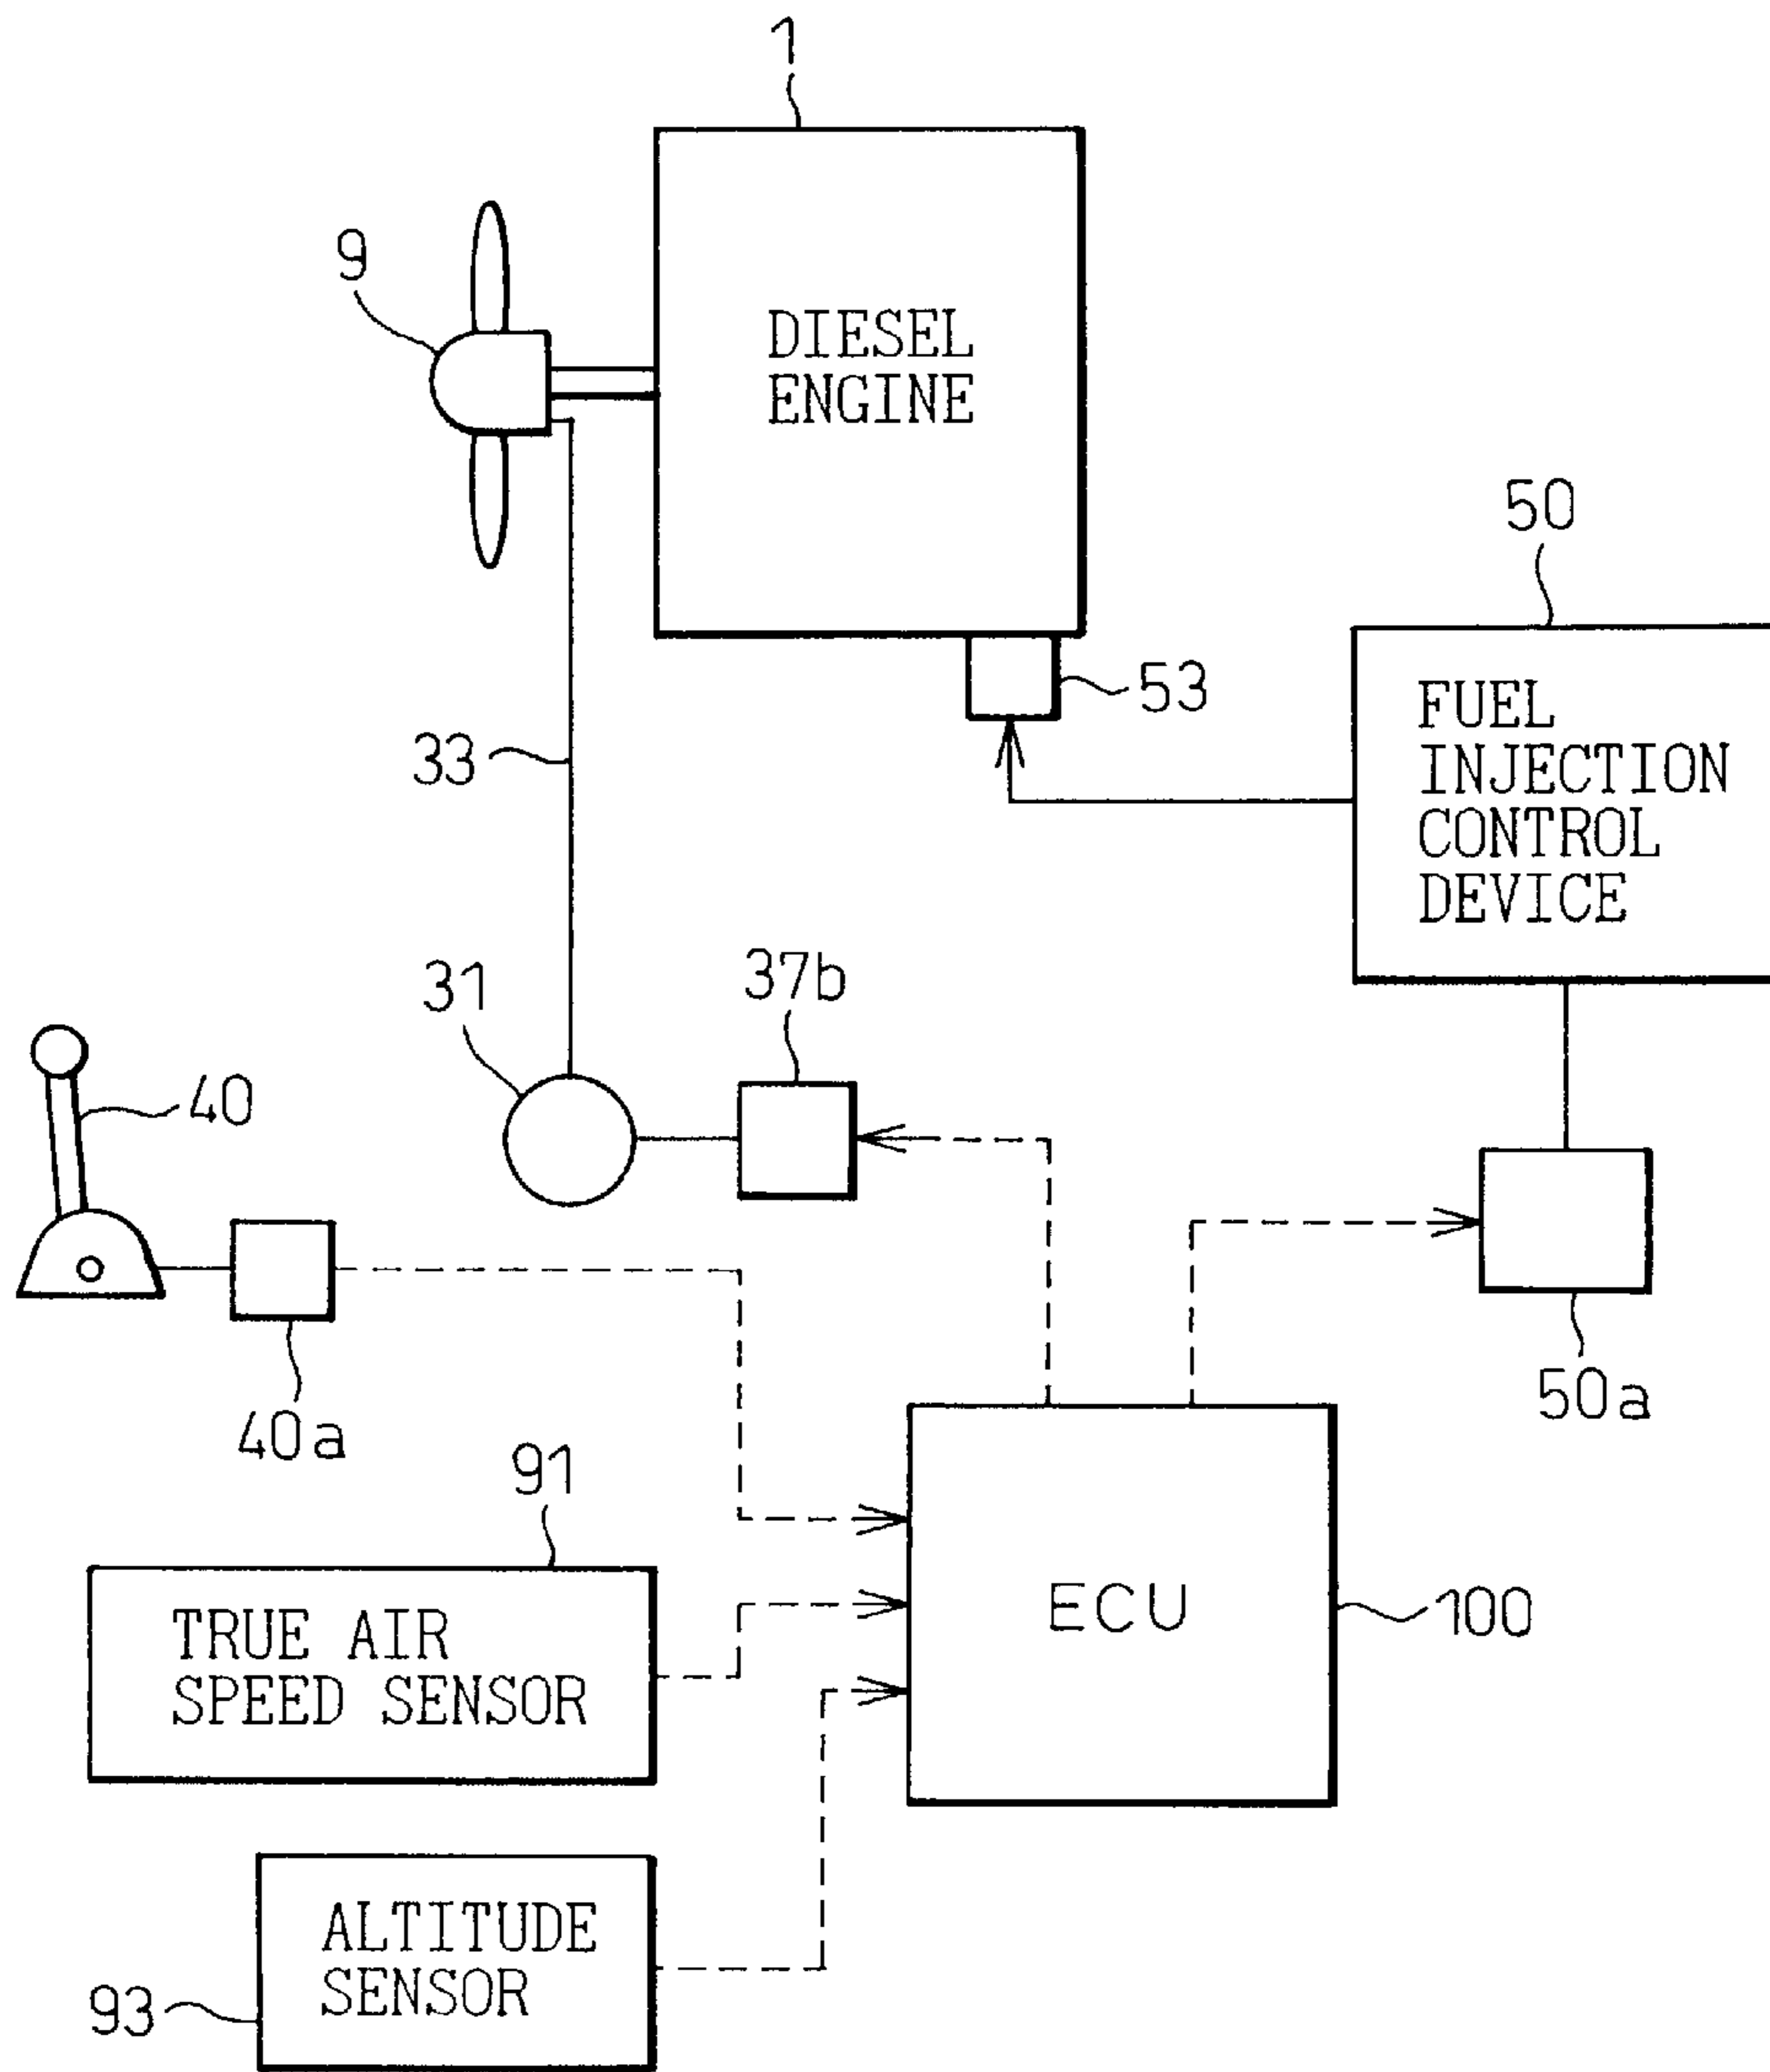 1
9
DIESEL
ENGINE
50
53
FUEL
INJECTION
CONTROL
DEVICE
33
31
37b
40
40a
50a
91
TRUE AIR
SPEED SENSOR
ECU
100
ALTITUDE
SENSOR
93